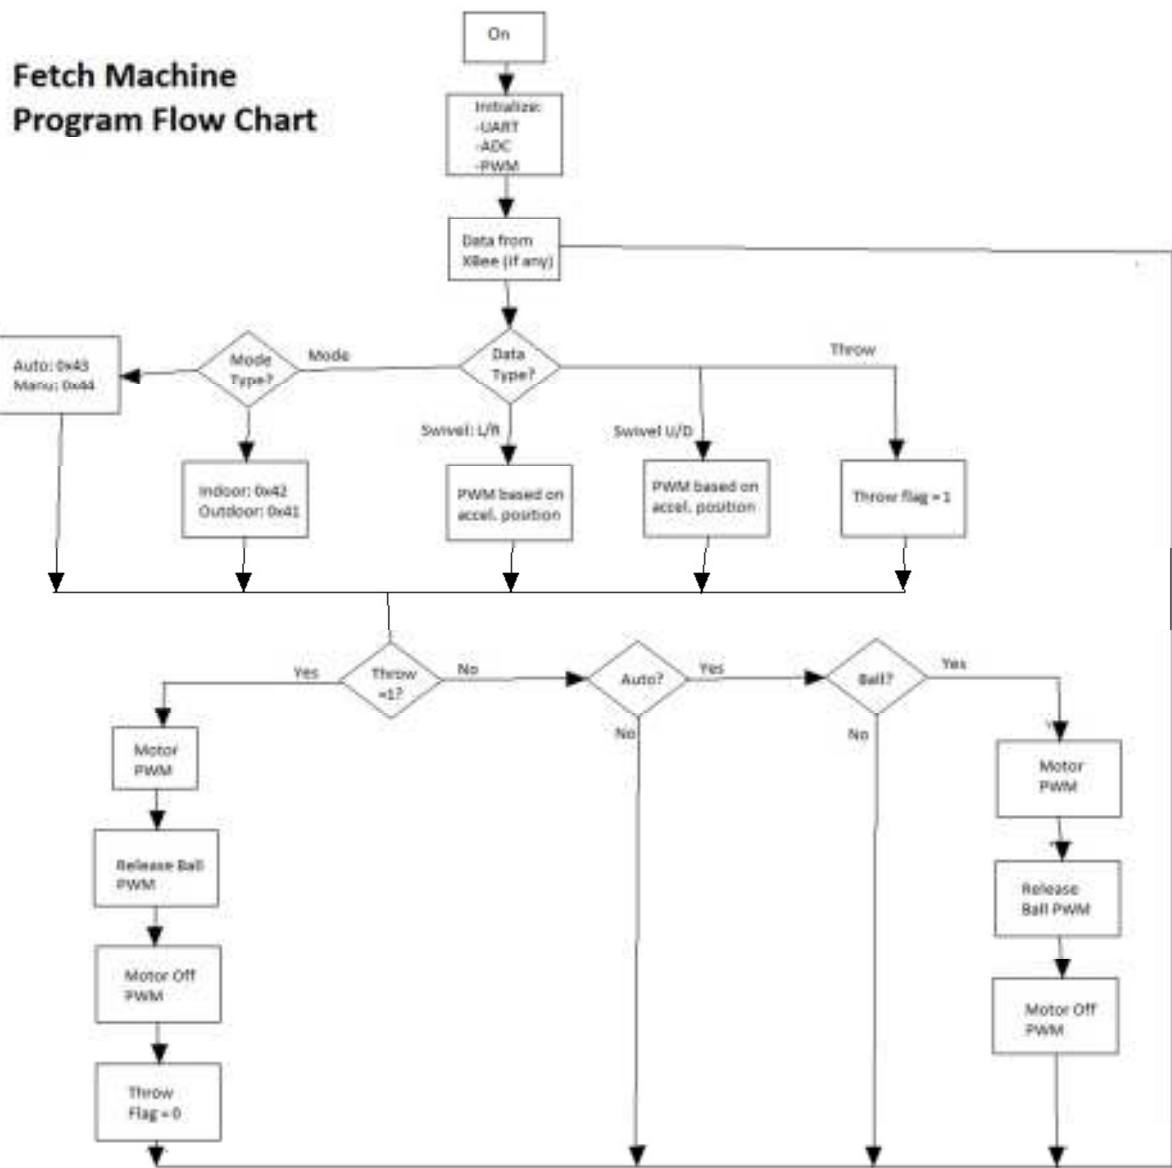 Fetch Machine
Program Flow Chart
On
Initialize:
-UART
-ADC
-PWM
Data from
XBee (if any)
Data
Type?
Mode
Mode
Type?
Throw
Auto: 0x43
Manu: 0x44
Swivel: L/R
Swivel U/D
Indoor: 0x42
Outdoor: 0x41
PWM based on
accel. position
PWM based on
accel. position
Throw flag = 1
Throw
=1?
Yes
No
Auto?
Yes
No
Ball?
Yes
No
Motor
PWM
Release Ball
PWM
Motor Off
PWM
Throw
Flag = 0
Motor
PWM
Release
Ball PWM
Motor Off
PWM